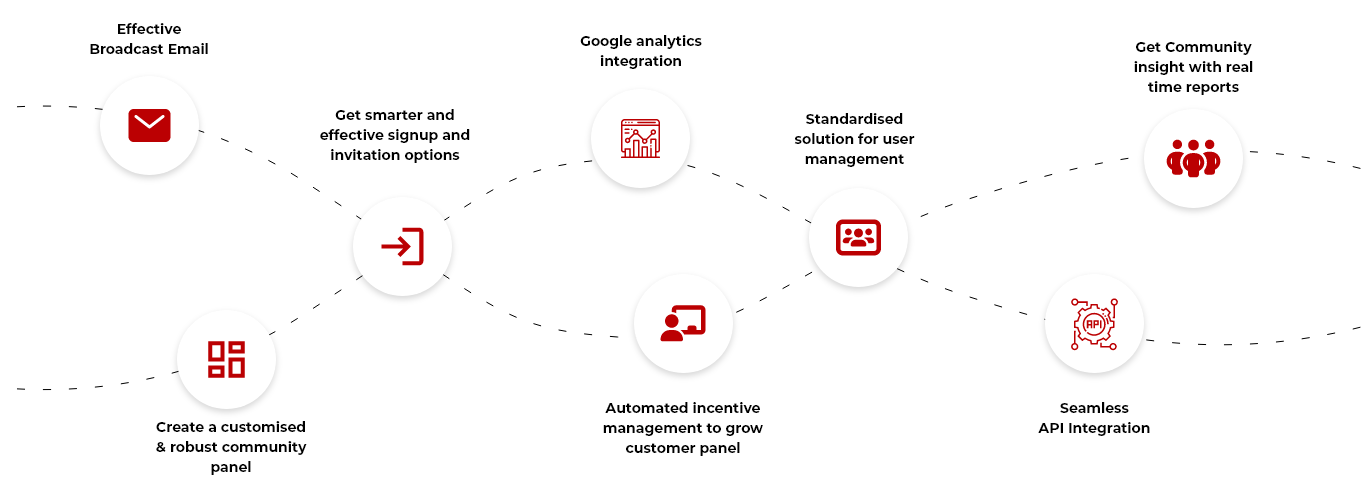 Effective
Broadcast Email
Get smarter and
effective signup and
invitation options
Google analytics
integration
Standardised
solution for user
management
Get Community
insight with real
time reports
Create a customised
& robust community
panel
Automated incentive
management to grow
customer panel
API
Seamless
API Integration